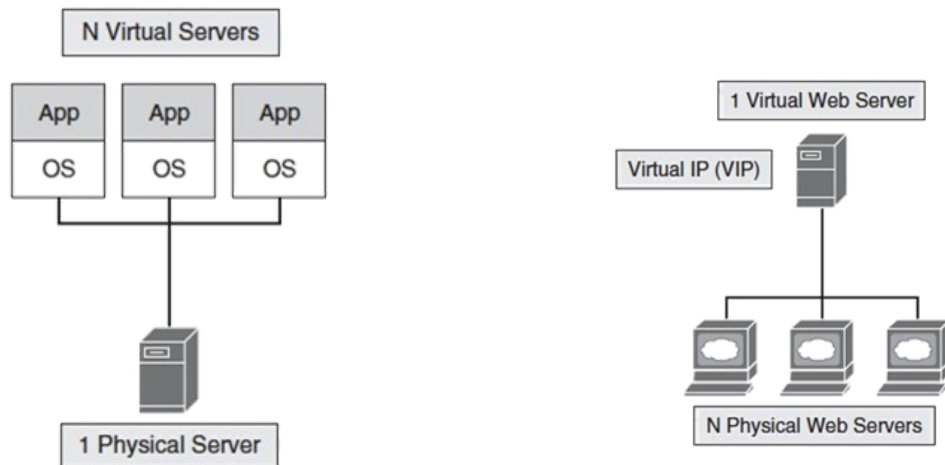 N Virtual Servers
App App App
OS OS OS
1 Physical Server
1 Virtual Web Server
Virtual IP (VIP)
N Physical Web Servers